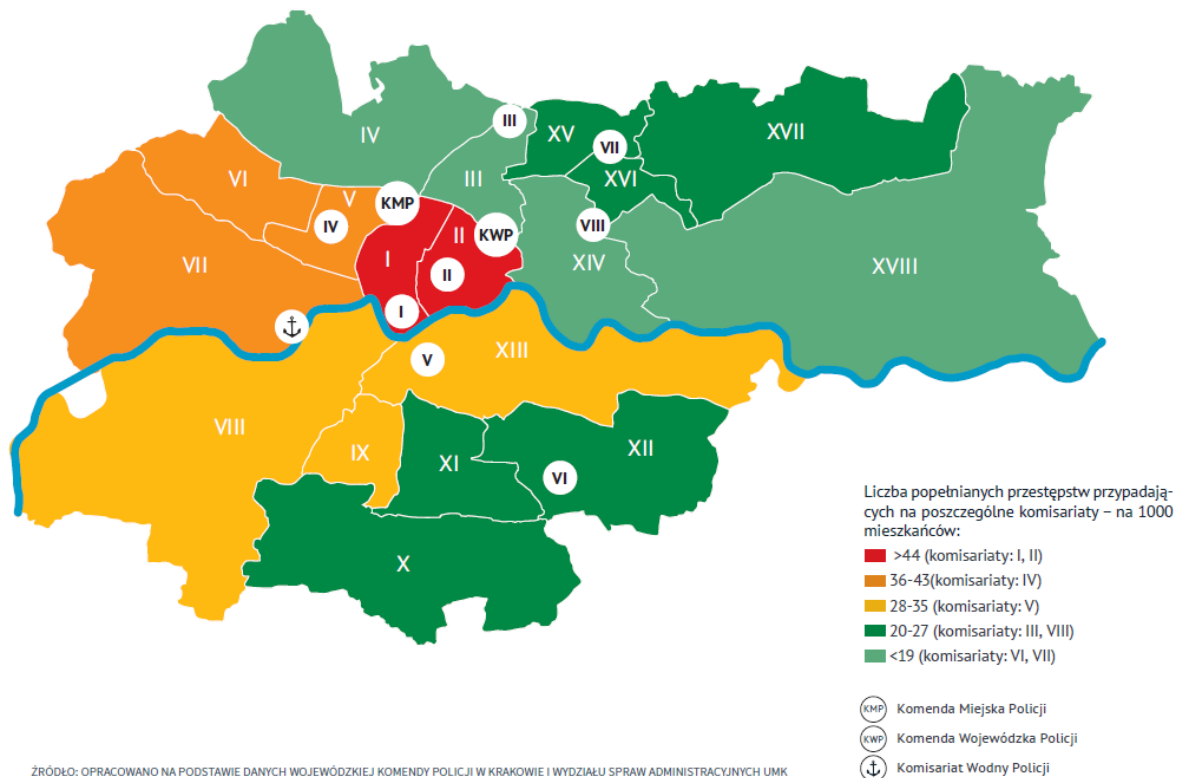 IV
III
XV
XVII
VI
VII
III
XVI
V
KMP
IV
II
KWP
VIII
VII
I
XIV
XVIII
II
I
XIII
V
VIII
IX
XI
XII
VI
X
Liczba popełnianych przestępstw przypadają-
cych na poszczególne komisariaty – na 1000
mieszkańców:
>44 (komisariaty: I, II)
36-43(komisariaty: IV)
28-35 (komisariaty: V)
20-27 (komisariaty: III, VIII)
<19 (komisariaty: VI, VII)
KMP Komenda Miejska Policji
KWP Komenda Wojewódzka Policji
Komisariat Wodny Policji
ŹRÓDŁO: OPRACOWANO NA PODSTAWIE DANYCH WOJEWÓDZKIEJ KOMENDY POLICJI W KRAKOWIE I WYDZIAŁU SPRAW ADMINISTRACYJNYCH UMK